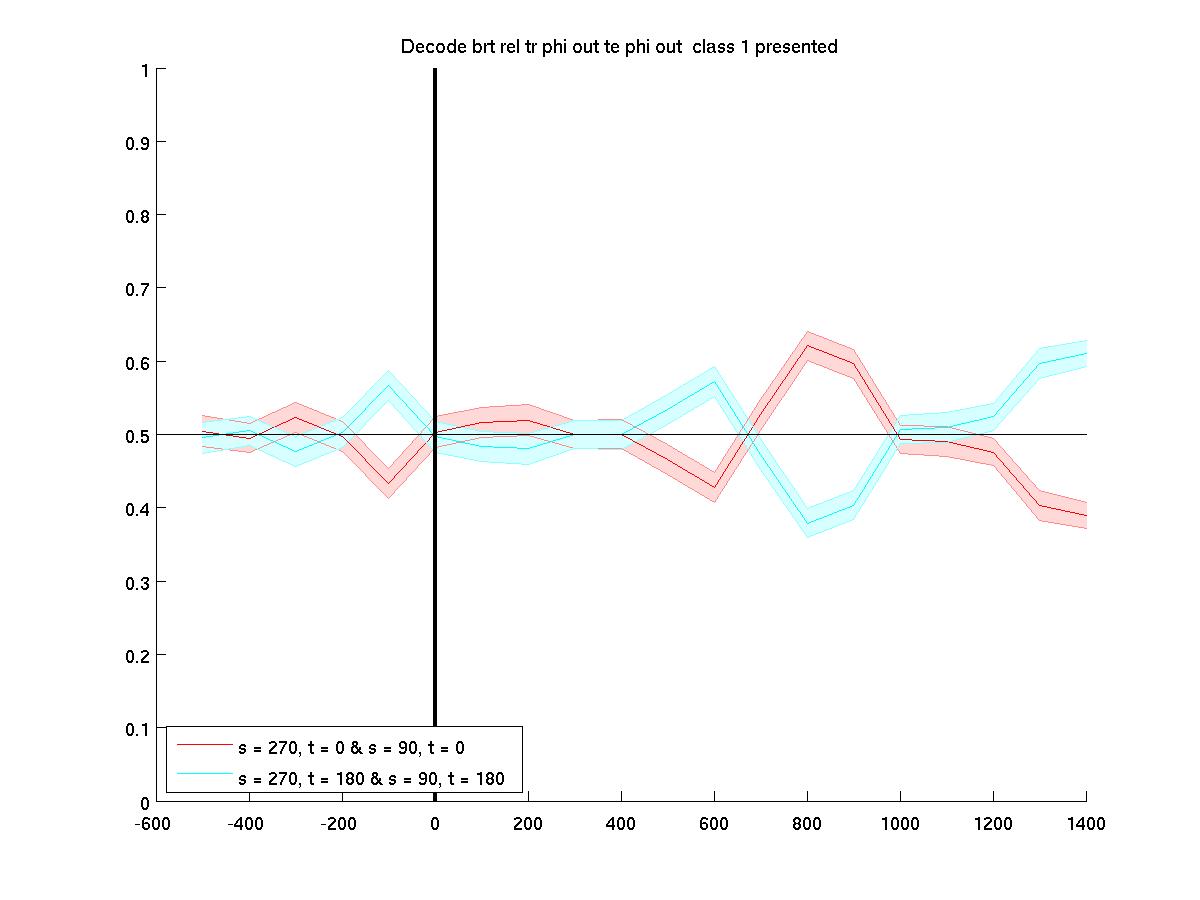 Decode brt rel tr phi out te phi out  class 1 presented
1
0.9
0.8
0.7
0.6
0.5
0.4
0.3
0.2
0.1
0
s = 270, t = 0 & s = 90, t = 0
s = 270, t = 180 & s = 90, t = 180
-600 -400 -200 0 200 400 600 800 1000 1200 1400